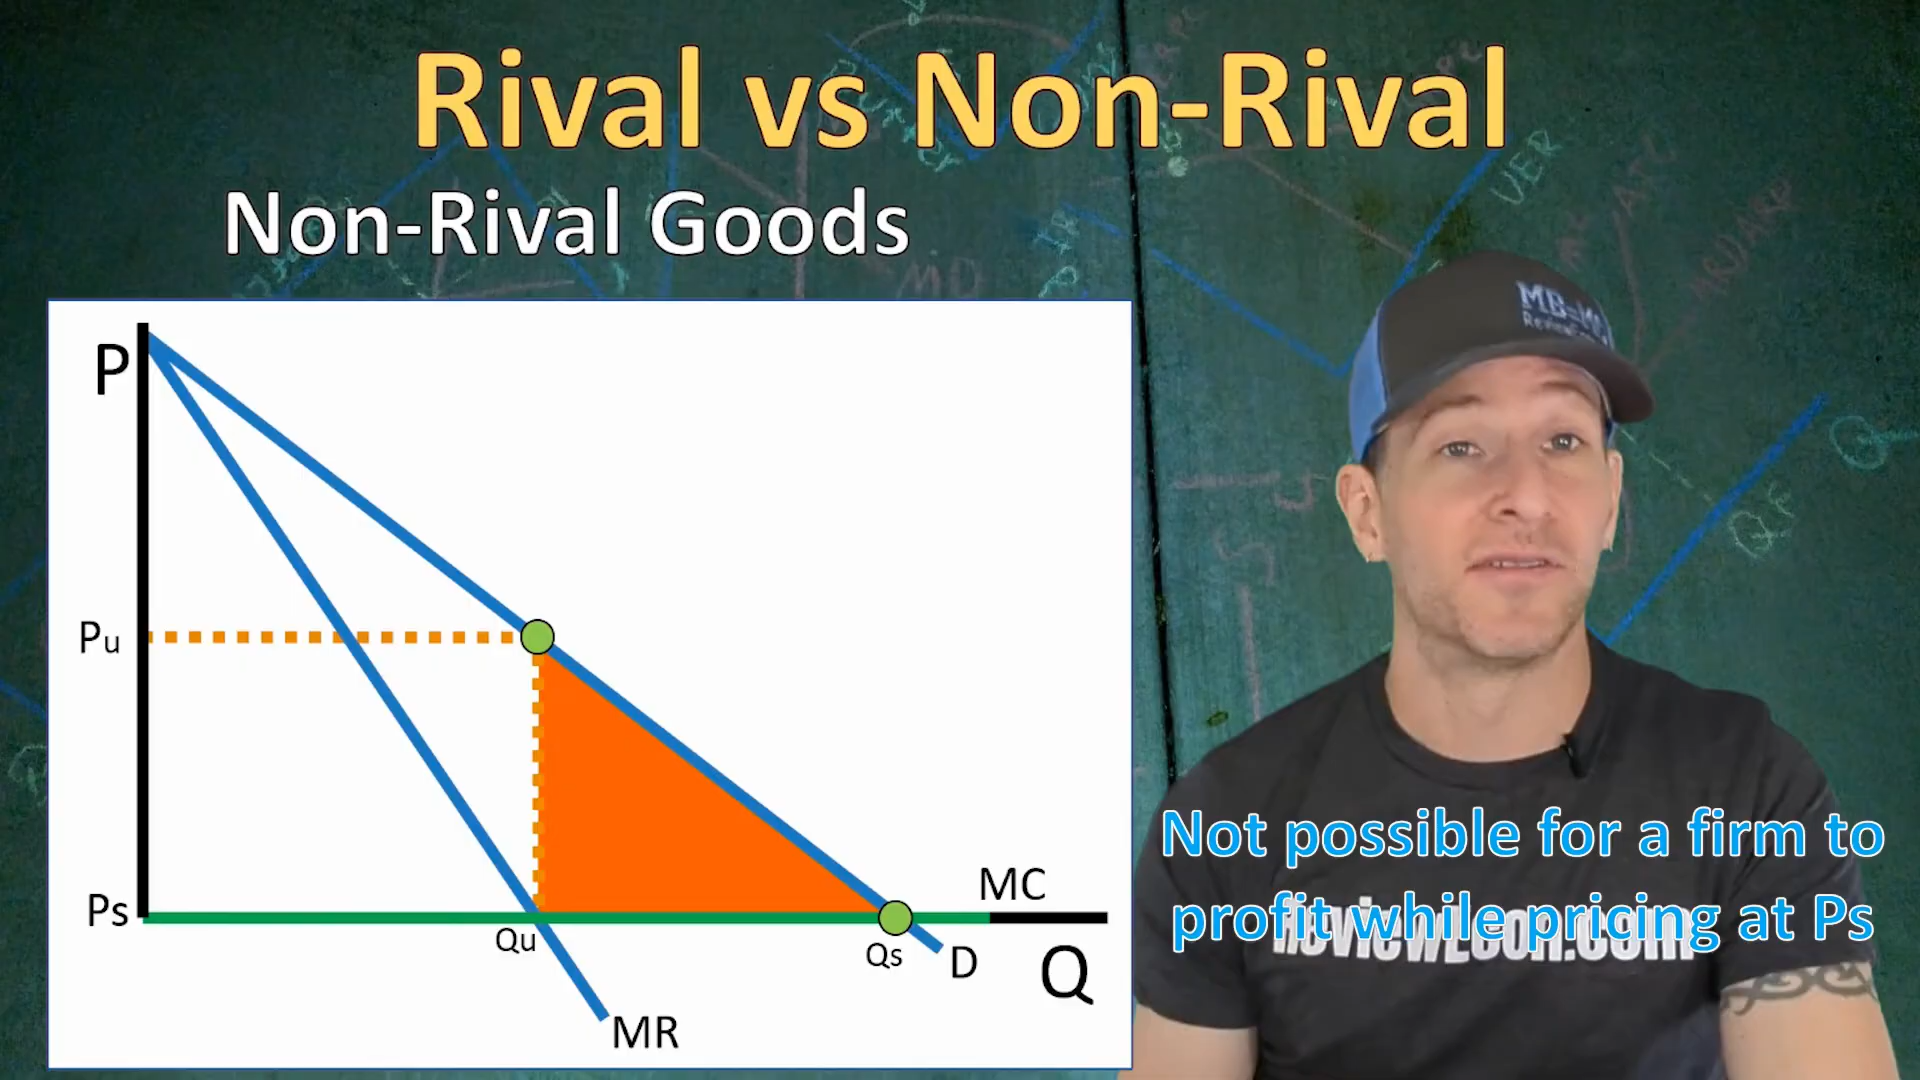 Rival vs Non-Rival
Non-Rival Goods
P
Pu
Ps
MC
Qu
Qs
D
Q
MR
Not possible for a firm to
profit while pricing at Ps
VER